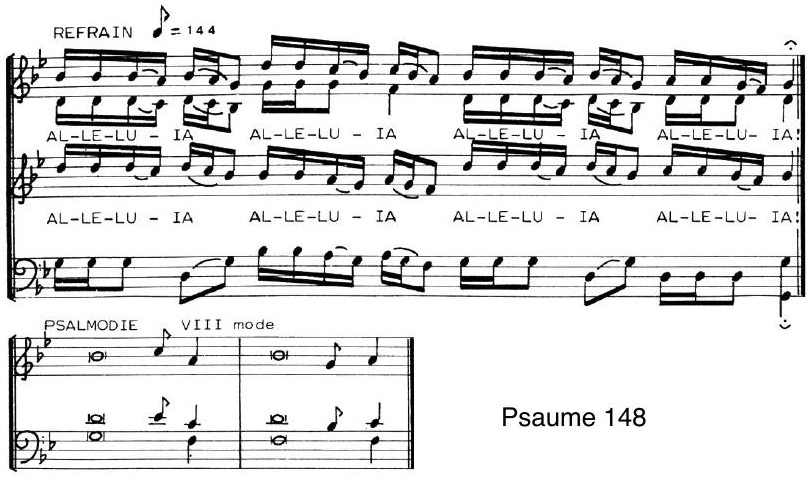 REFRAIN ♪ = 144
AL-LE-LU - IA AL-LE-LU - IA AL-LE-LU - IA AL-LE-LU- IA!
AL-LE-LU - IA AL-LE-LU - IA AL-LE-LU - IA AL-LE-LU- IA!
PSALMODIE VIII mode
Psaume 148